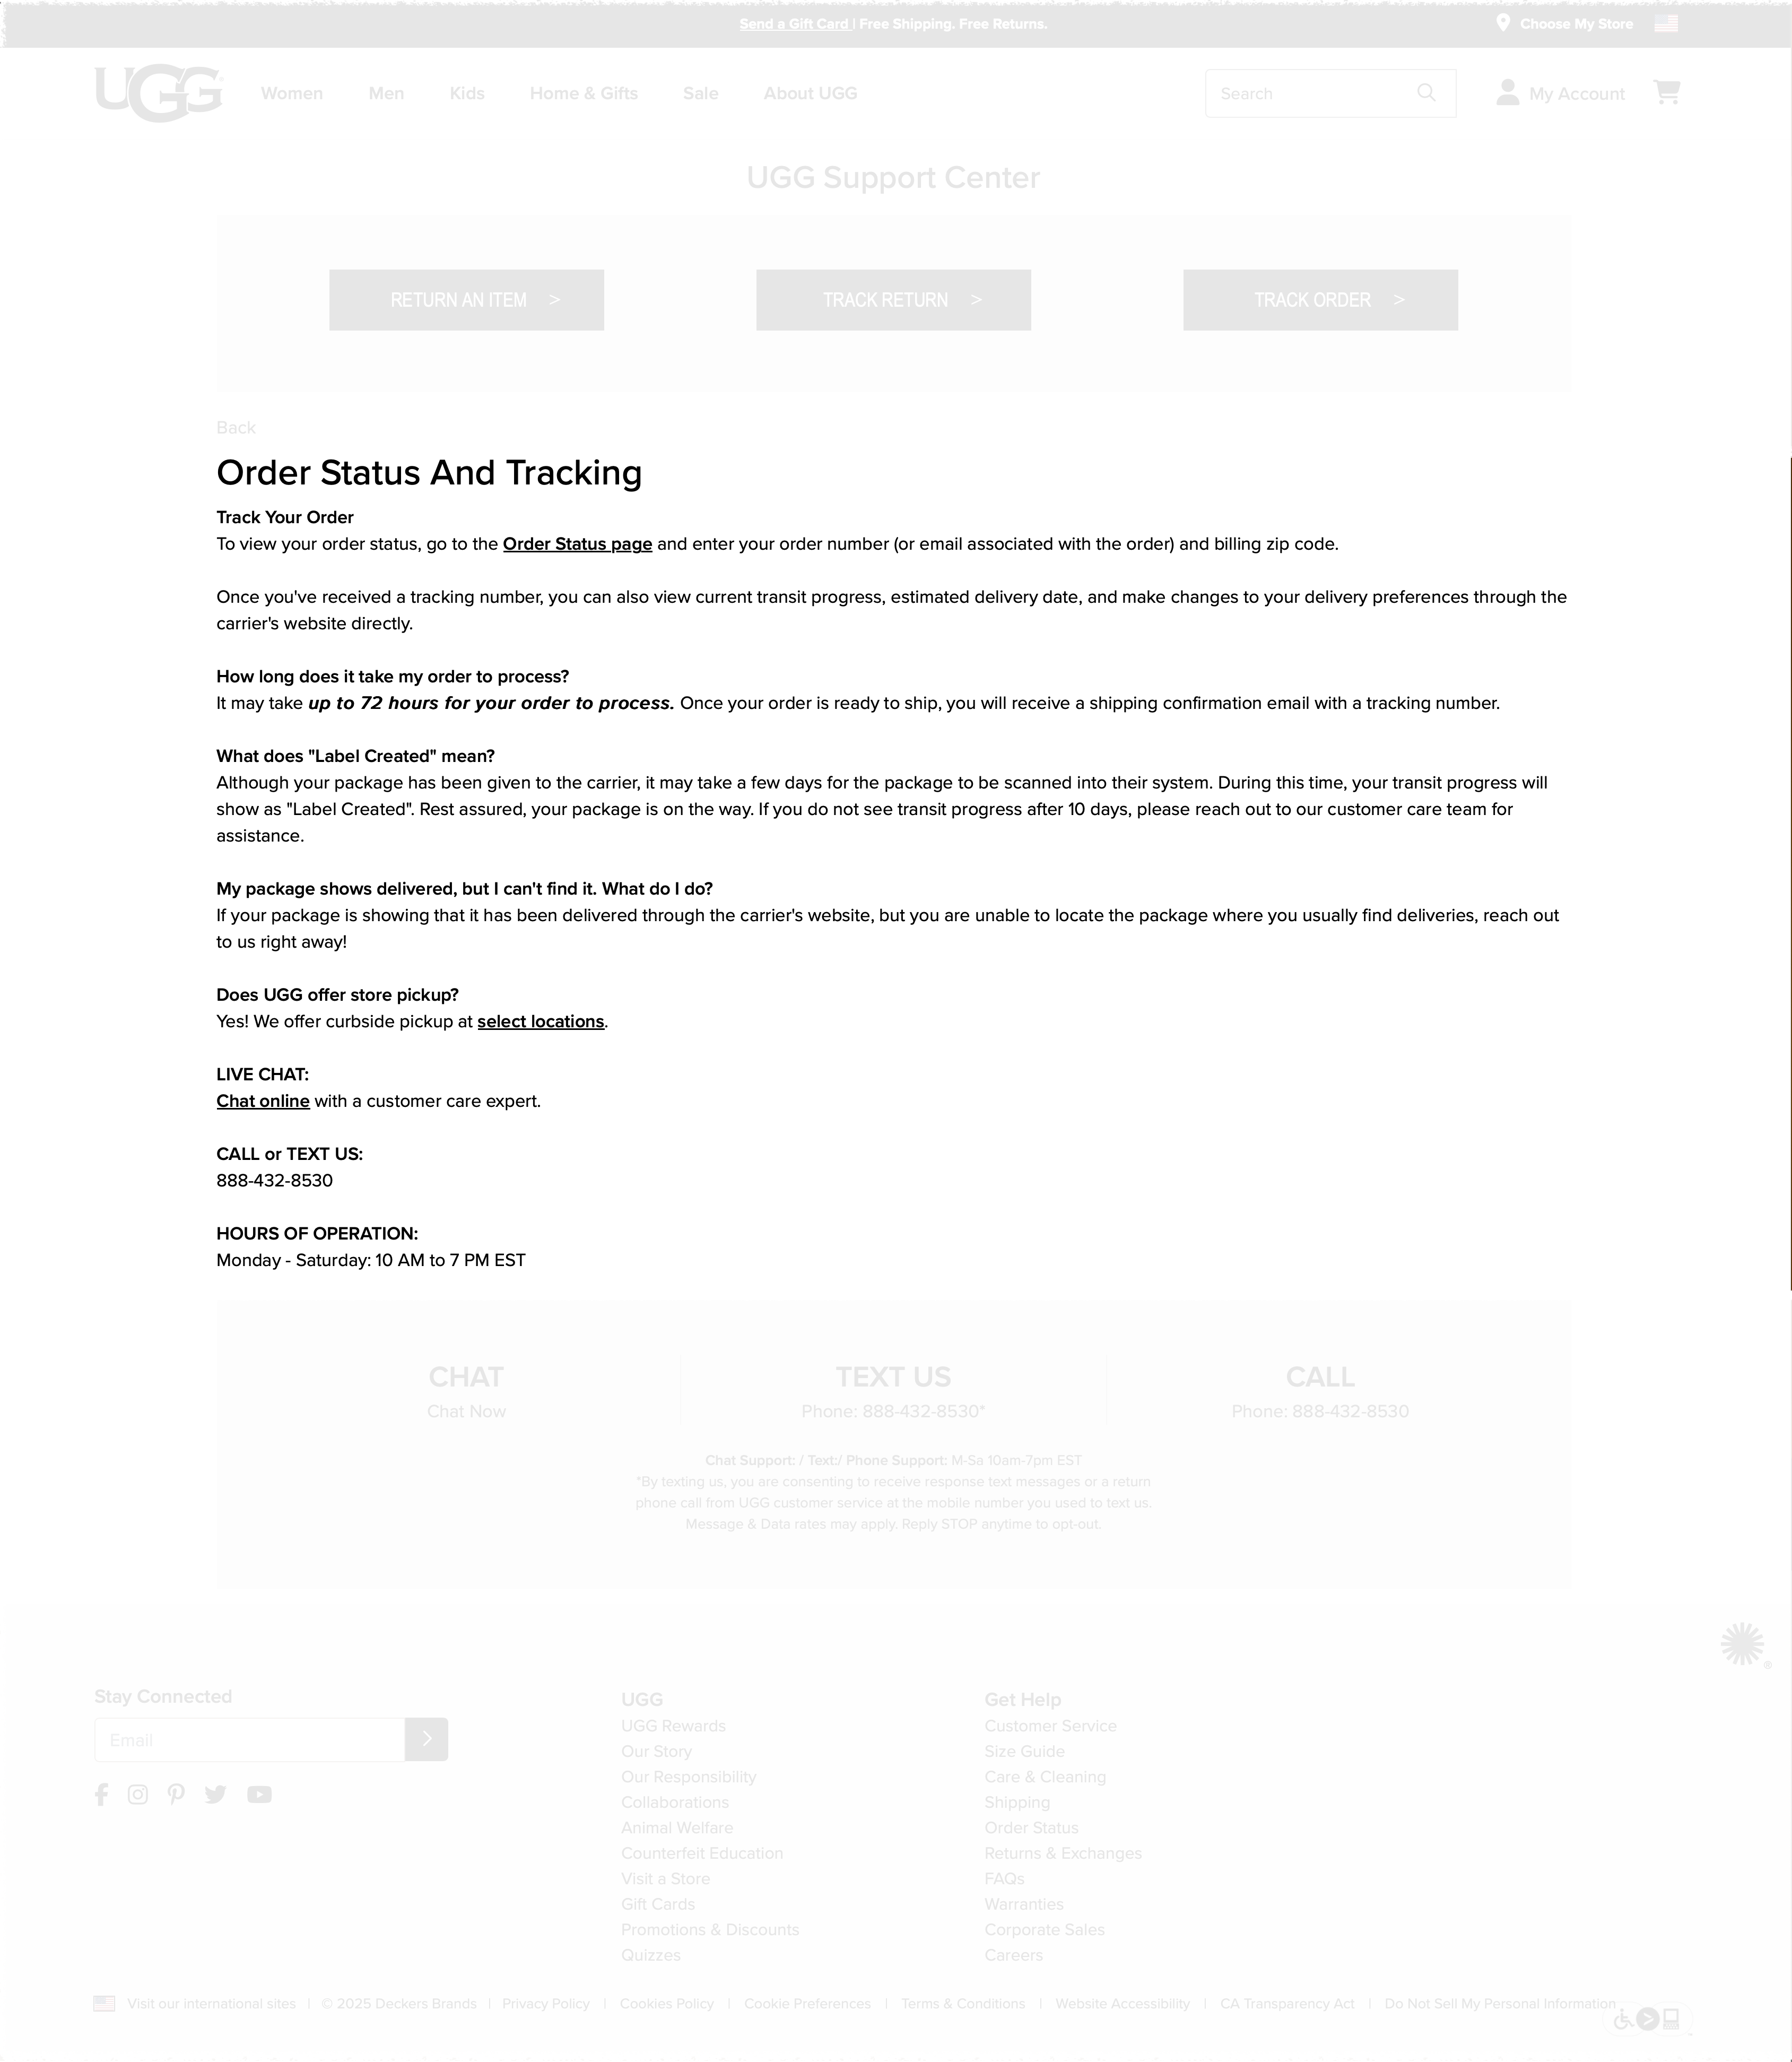 Send a Gift Card | Free Shipping. Free Returns.
Choose My Store
UGG
Women Men Kids Home & Gifts Sale About UGG
Search
My Account
UGG Support Center
RETURN AN ITEM >
TRACK RETURN >
TRACK ORDER >
Back
Order Status And Tracking
Track Your Order
To view your order status, go to the Order Status page and enter your order number (or email associated with the order) and billing zip code.
Once you've received a tracking number, you can also view current transit progress, estimated delivery date, and make changes to your delivery preferences through the
carrier's website directly.
How long does it take my order to process?
It may take up to 72 hours for your order to process. Once your order is ready to ship, you will receive a shipping confirmation email with a tracking number.
What does "Label Created" mean?
Although your package has been given to the carrier, it may take a few days for the package to be scanned into their system. During this time, your transit progress will
show as "Label Created". Rest assured, your package is on the way. If you do not see transit progress after 10 days, please reach out to our customer care team for
assistance.
My package shows delivered, but I can't find it. What do I do?
If your package is showing that it has been delivered through the carrier's website, but you are unable to locate the package where you usually find deliveries, reach out
to us right away!
Does UGG offer store pickup?
Yes! We offer curbside pickup at select locations.
LIVE CHAT:
Chat online with a customer care expert.
CALL or TEXT US:
888-432-8530
HOURS OF OPERATION:
Monday - Saturday: 10 AM to 7 PM EST
CHAT
Chat Now
TEXT US
Phone: 888-432-8530*
CALL
Phone: 888-432-8530
Chat Support: / Text:/ Phone Support: M-Sa 10am-7pm EST
*By texting us, you are consenting to receive response text messages or a return
phone call from UGG customer service at the mobile number you used to text us.
Message & Data rates may apply. Reply STOP anytime to opt-out.
Stay Connected
Email
UGG
UGG Rewards
Our Story
Our Responsibility
Collaborations
Animal Welfare
Counterfeit Education
Visit a Store
Gift Cards
Promotions & Discounts
Quizzes
Get Help
Customer Service
Size Guide
Care & Cleaning
Shipping
Order Status
Returns & Exchanges
FAQs
Warranties
Corporate Sales
Careers
Visit our international sites | © 2025 Deckers Brands | Privacy Policy | Cookies Policy | Cookie Preferences | Terms & Conditions | Website Accessibility | CA Transparency Act | Do Not Sell My Personal Information